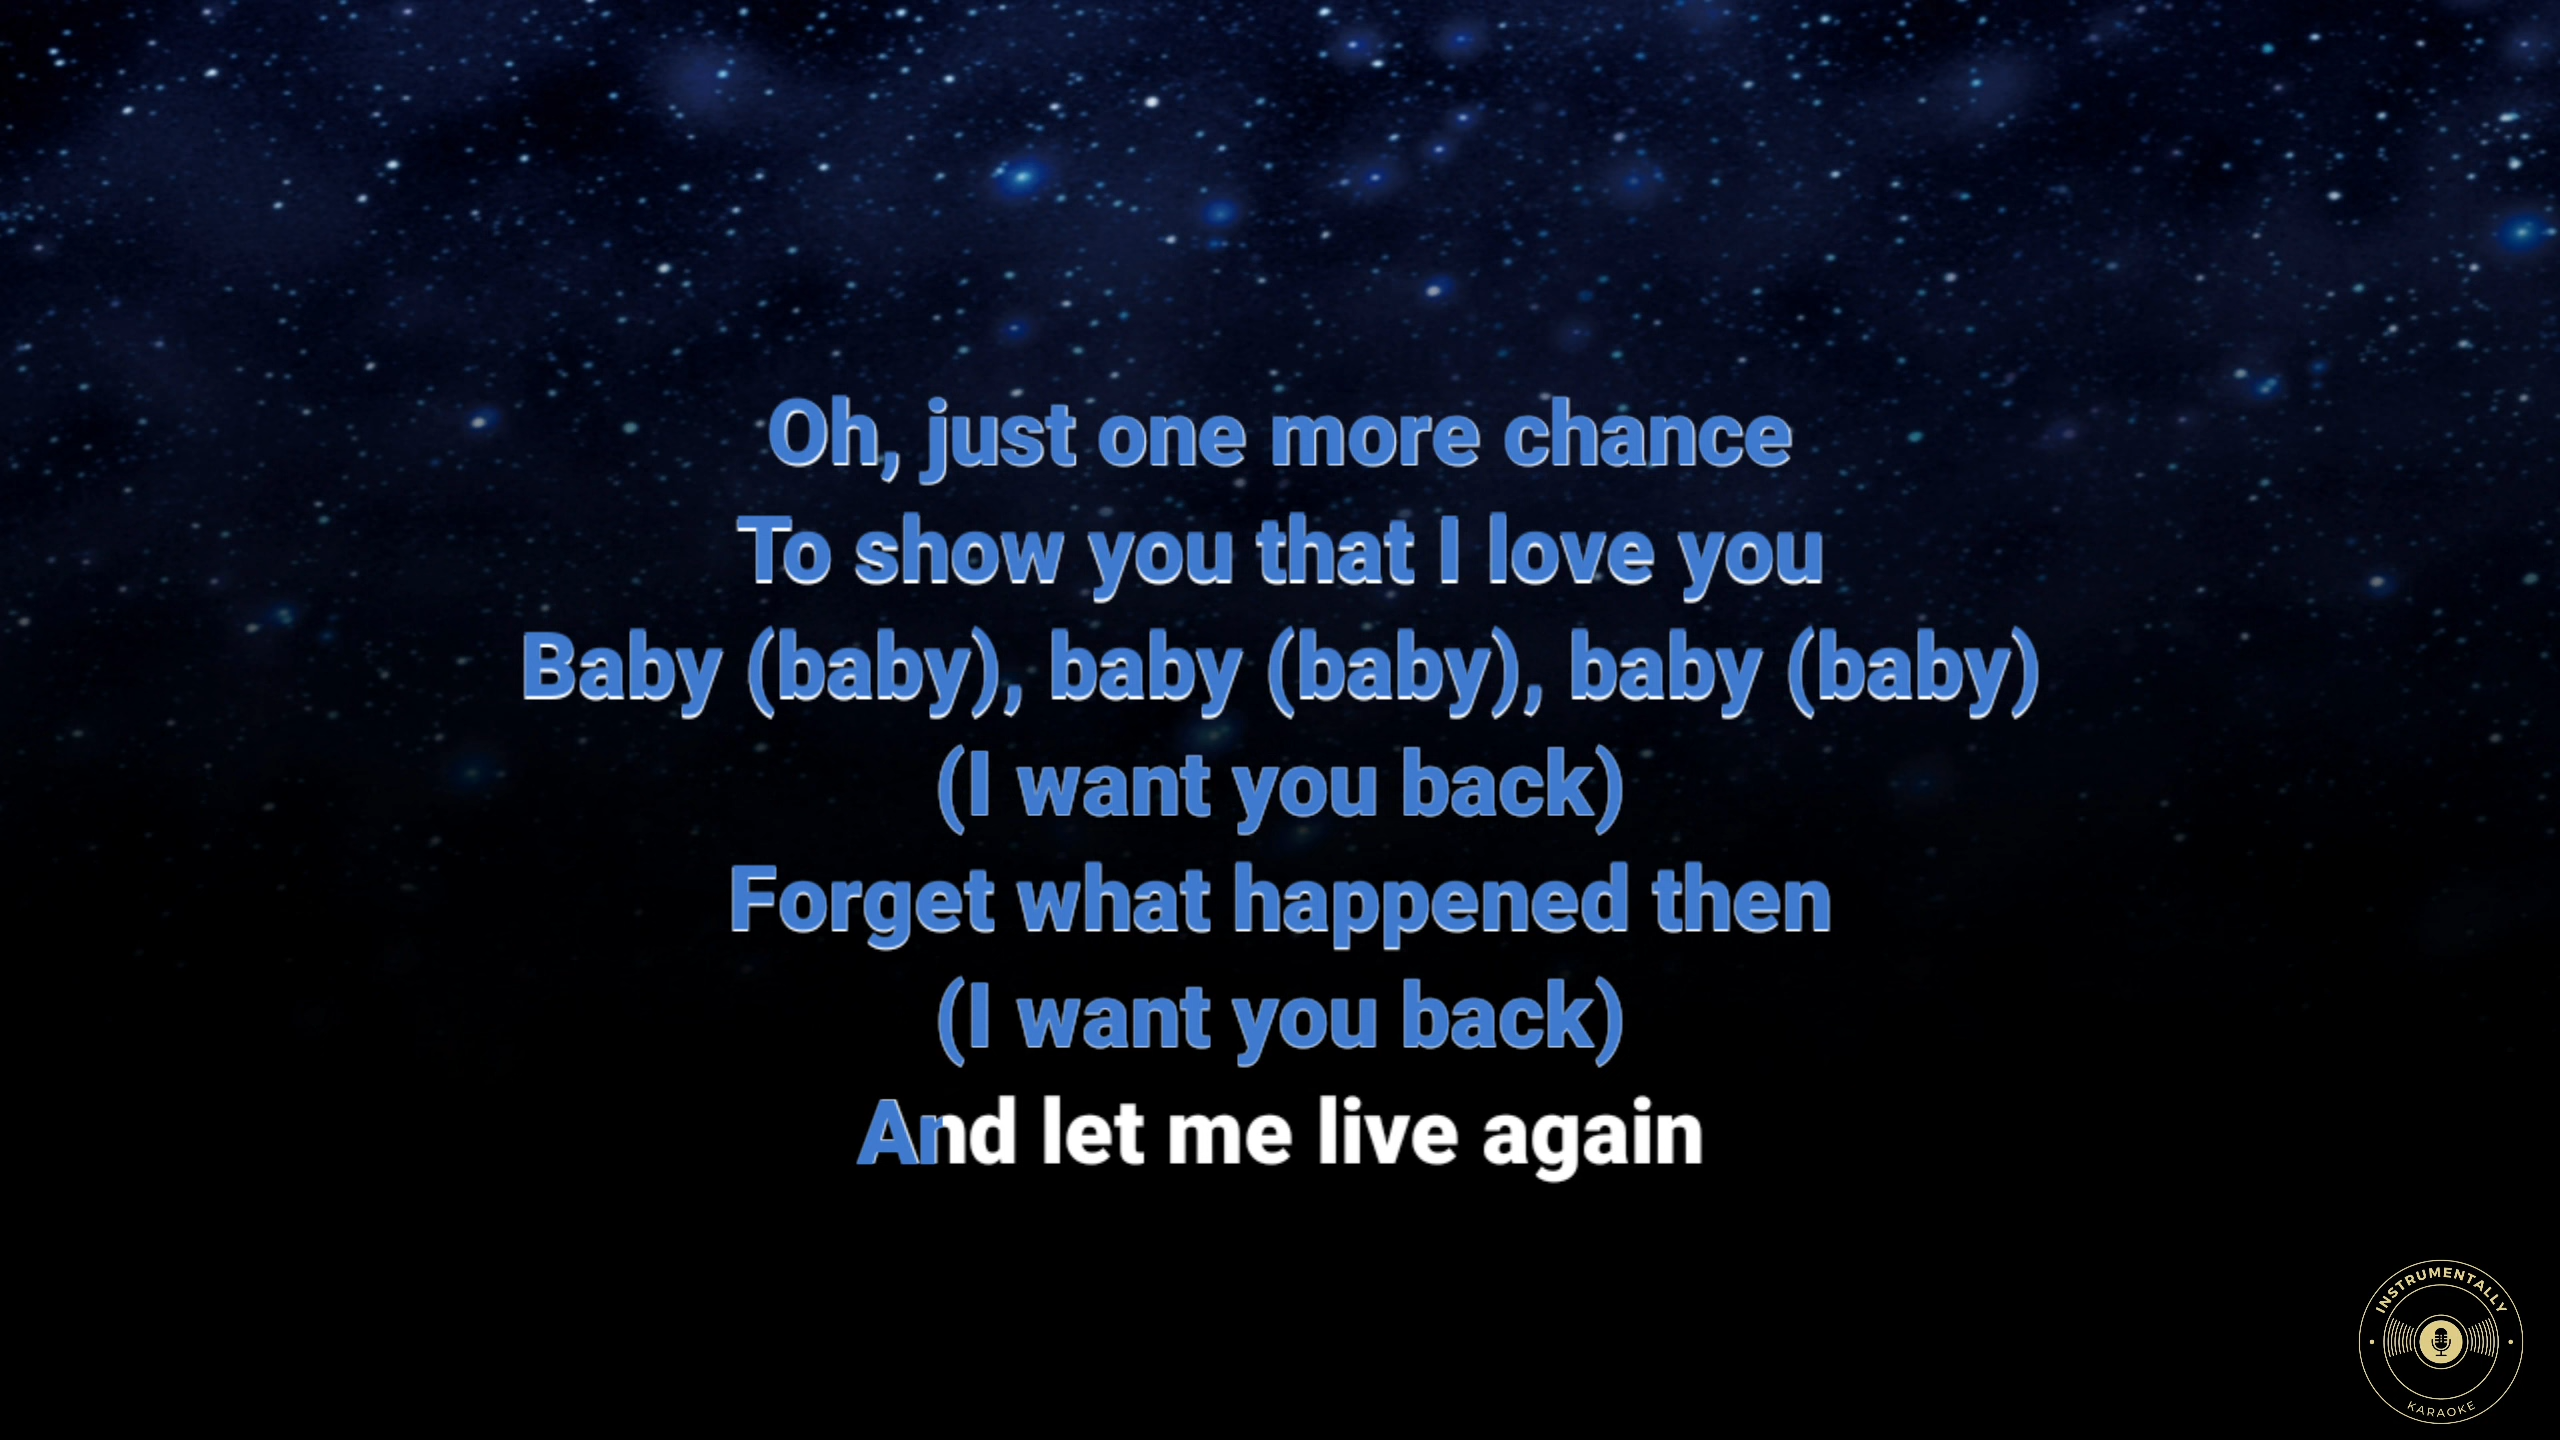 Oh, just one more chance
To show you that I love you
Baby (baby), baby (baby), baby (baby)
(I want you back)
Forget what happened then
(I want you back)
And let me live again
INSTRUMENTALLY
KARAOKE